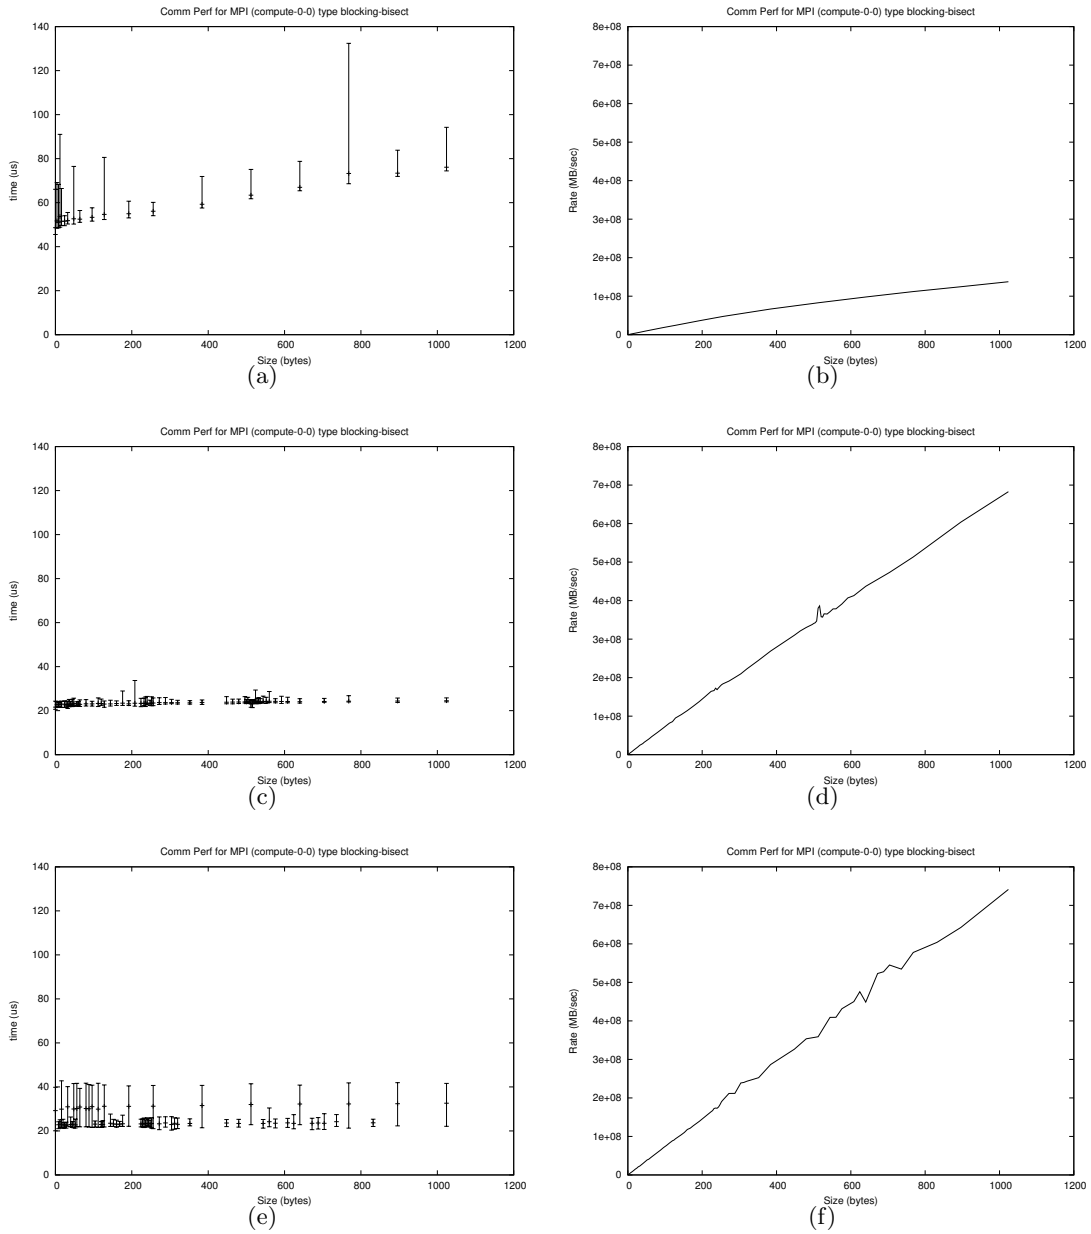 Comm Perf for MPI (compute-0-0) type blocking-bisect
140
120
100
80
60
40
20
0
time (us)
0 200 400 600 800 1000 1200
Size (bytes)
(a)
Comm Perf for MPI (compute-0-0) type blocking-bisect
8e+08
7e+08
6e+08
5e+08
4e+08
3e+08
2e+08
1e+08
0
Rate (MB/sec)
0 200 400 600 800 1000 1200
Size (bytes)
(b)
Comm Perf for MPI (compute-0-0) type blocking-bisect
140
120
100
80
60
40
20
0
time (us)
0 200 400 600 800 1000 1200
Size (bytes)
(c)
Comm Perf for MPI (compute-0-0) type blocking-bisect
8e+08
7e+08
6e+08
5e+08
4e+08
3e+08
2e+08
1e+08
0
Rate (MB/sec)
0 200 400 600 800 1000 1200
Size (bytes)
(d)
Comm Perf for MPI (compute-0-0) type blocking-bisect
140
120
100
80
60
40
20
0
time (us)
0 200 400 600 800 1000 1200
Size (bytes)
(e)
Comm Perf for MPI (compute-0-0) type blocking-bisect
8e+08
7e+08
6e+08
5e+08
4e+08
3e+08
2e+08
1e+08
0
Rate (MB/sec)
0 200 400 600 800 1000 1200
Size (bytes)
(f)